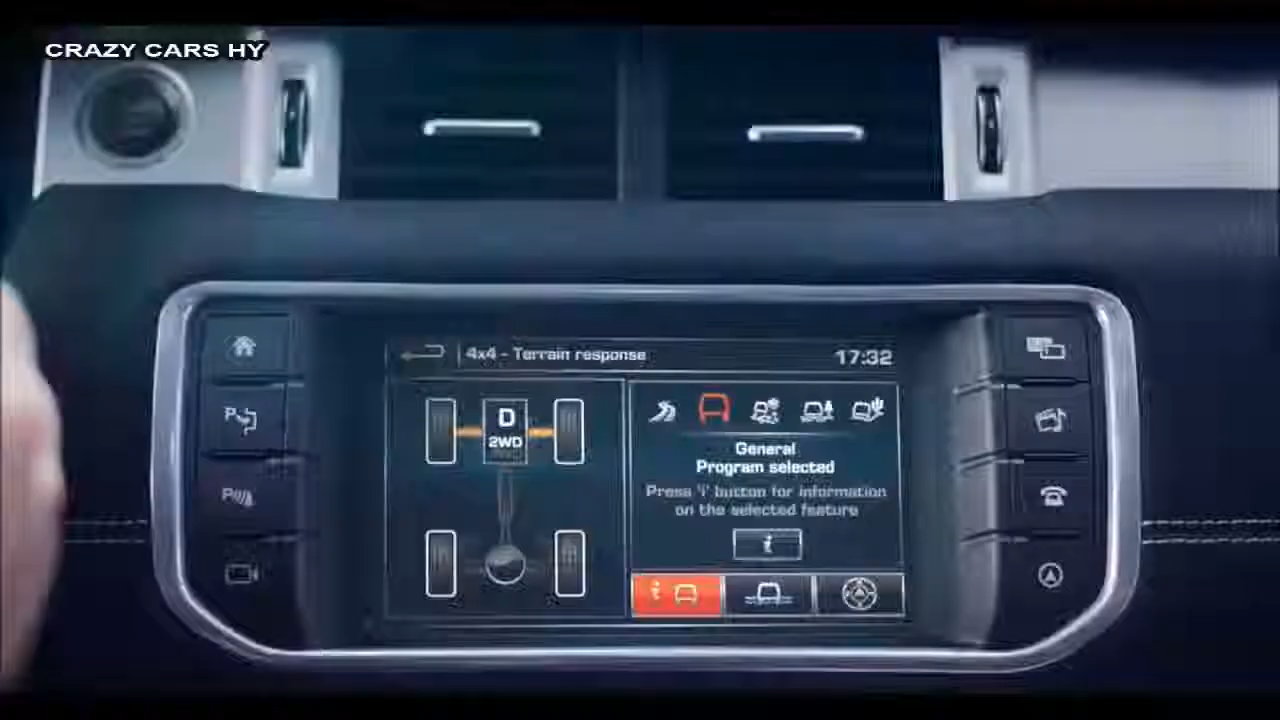 CRAZY CARS HY
4x4 - Terrain response
17:32
D
2WD
General
Program selected
Press 'i' button for information
on the selected feature
i
i
P
P